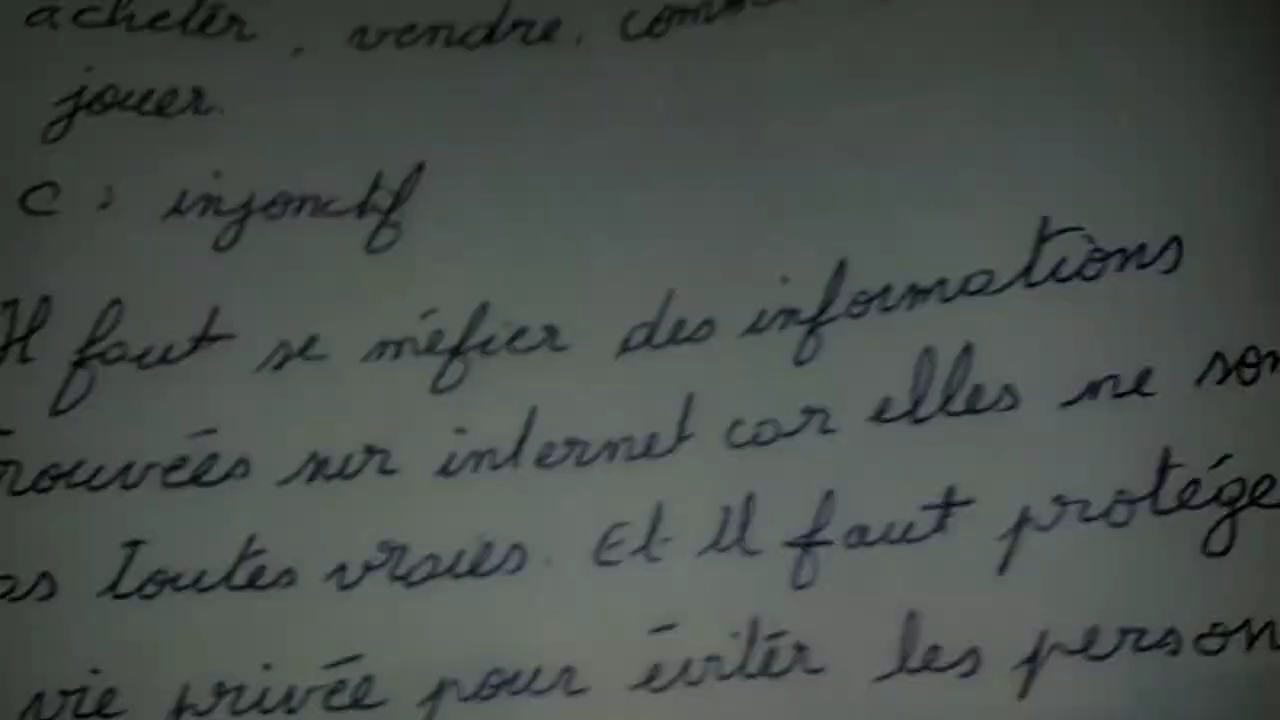 acheter, vendre, com
jouer.
C : injonctif
Il faut se méfier des informations
rouvées sur internet car elles ne son
as toutes vraies. Et Il faut protége
vie privée pour éviter les person